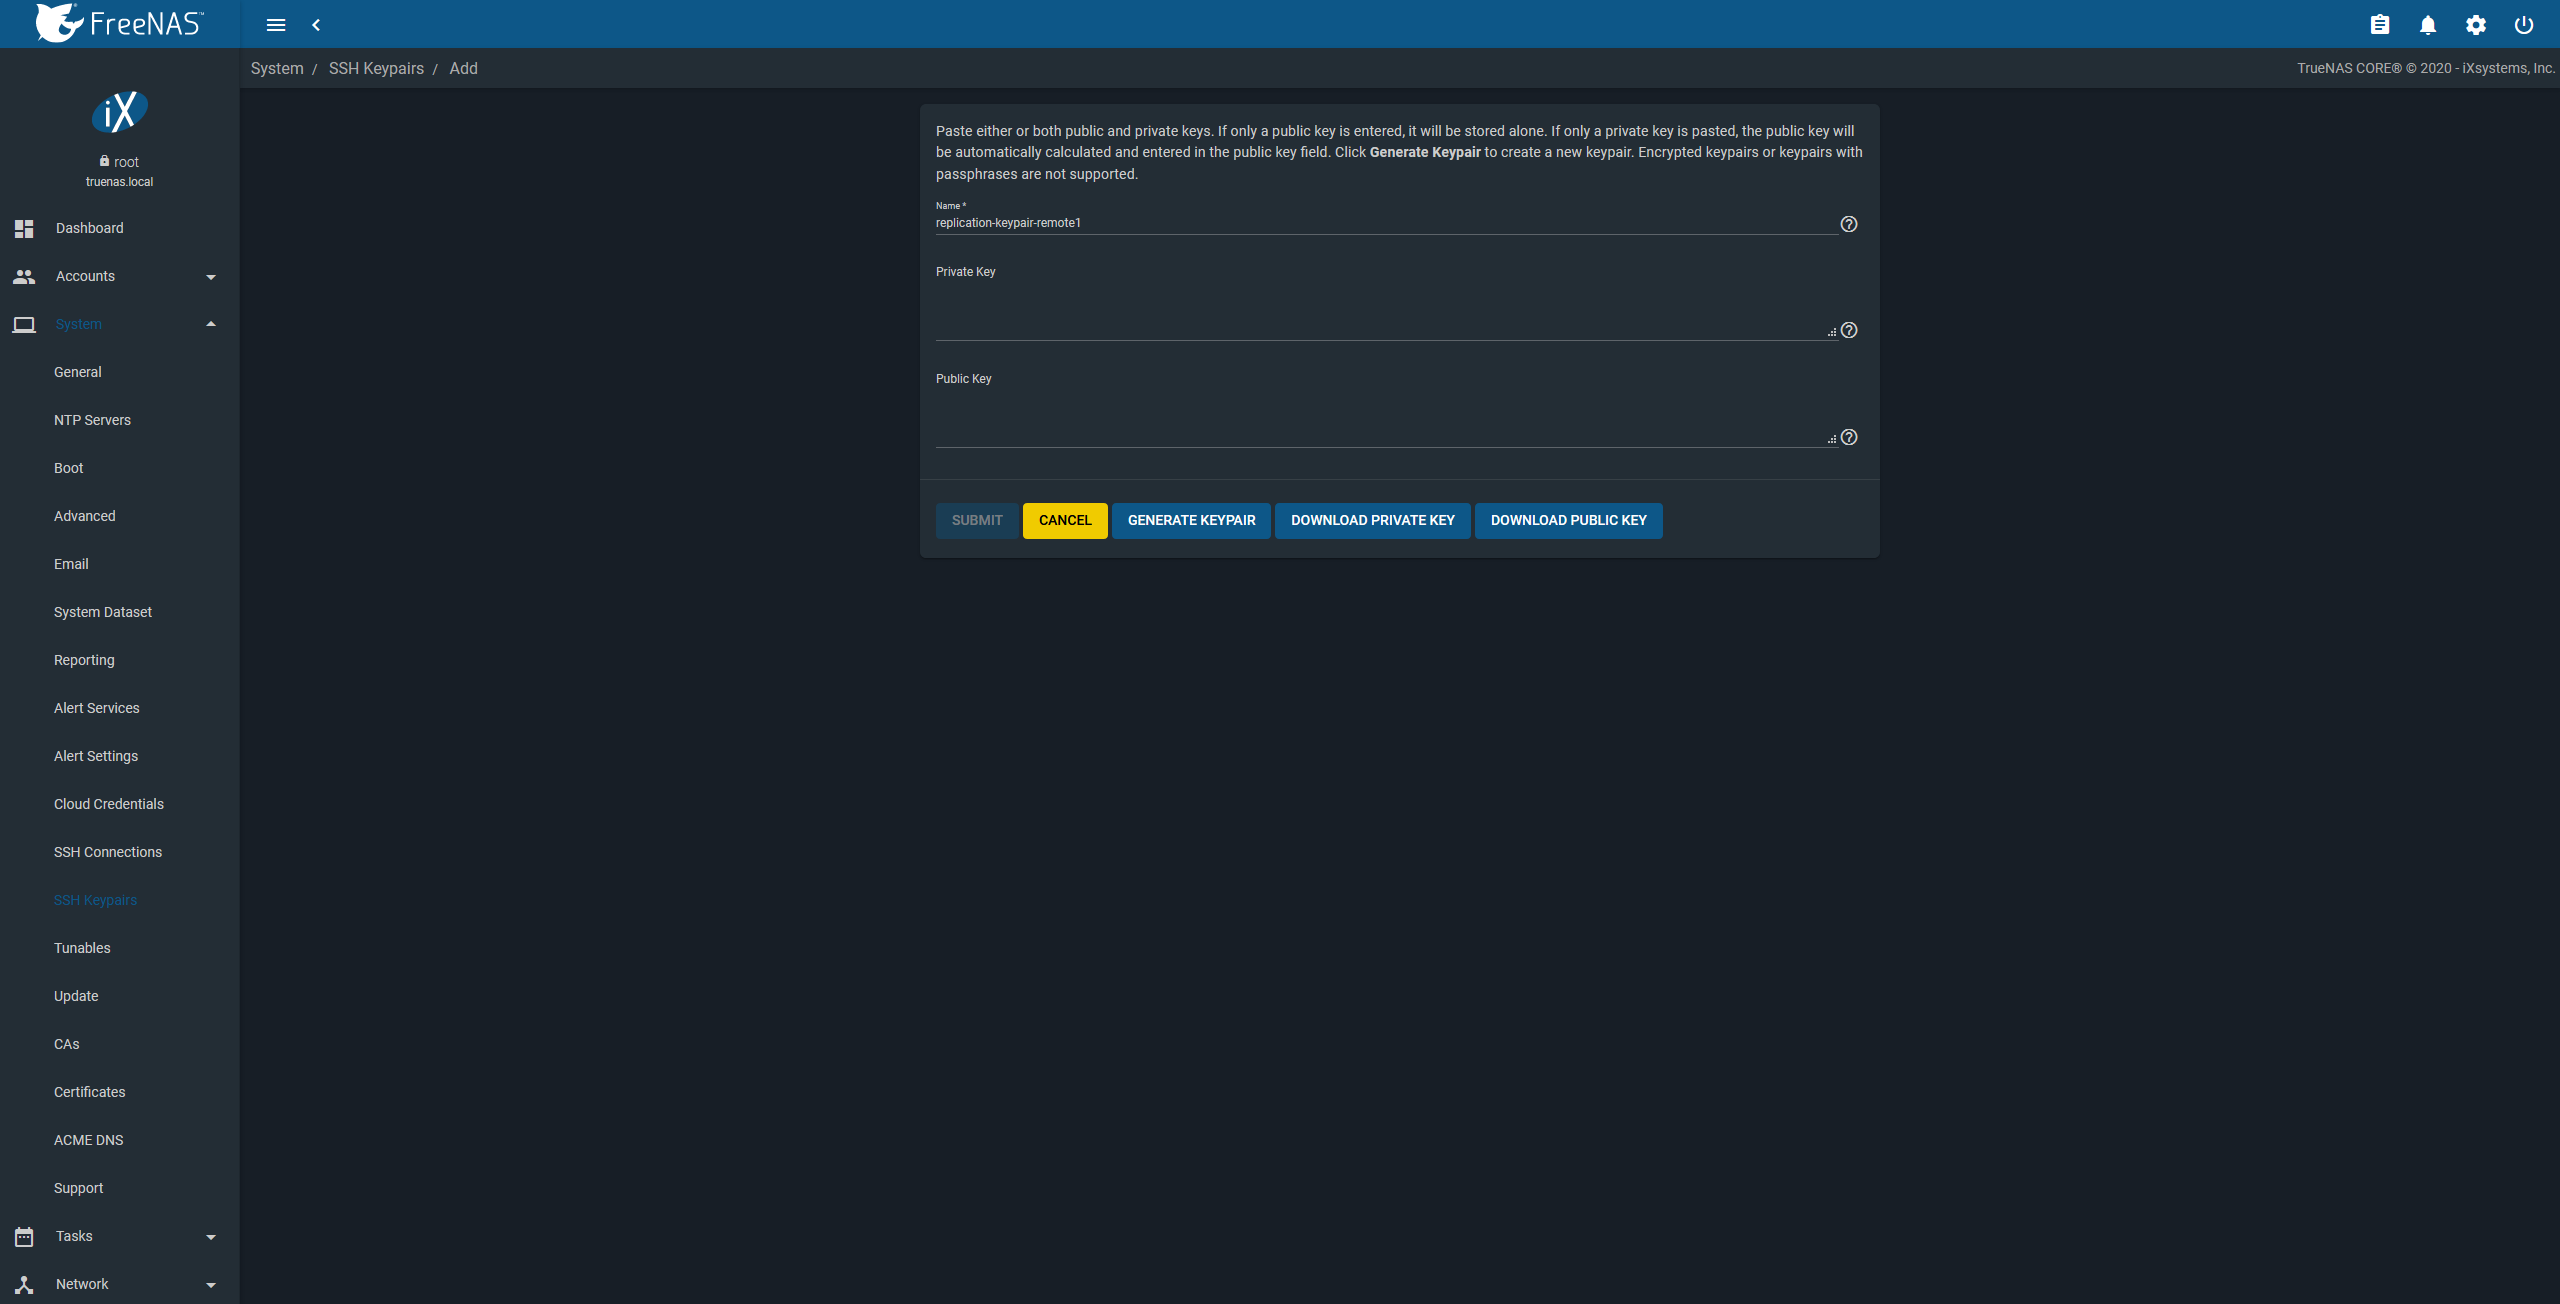 FreeNAS™
System / SSH Keypairs / Add
TrueNAS CORE® © 2020 - iXsystems, Inc.
iX
root
truenas.local
Dashboard
Accounts
System
General
NTP Servers
Boot
Advanced
Email
System Dataset
Reporting
Alert Services
Alert Settings
Cloud Credentials
SSH Connections
SSH Keypairs
Tunables
Update
CAs
Certificates
ACME DNS
Support
Tasks
Network
Paste either or both public and private keys. If only a public key is entered, it will be stored alone. If only a private key is pasted, the public key will
be automatically calculated and entered in the public key field. Click Generate Keypair to create a new keypair. Encrypted keypairs or keypairs with
passphrases are not supported.
Name *
replication-keypair-remote1
Private Key
Public Key
SUBMIT CANCEL GENERATE KEYPAIR DOWNLOAD PRIVATE KEY DOWNLOAD PUBLIC KEY